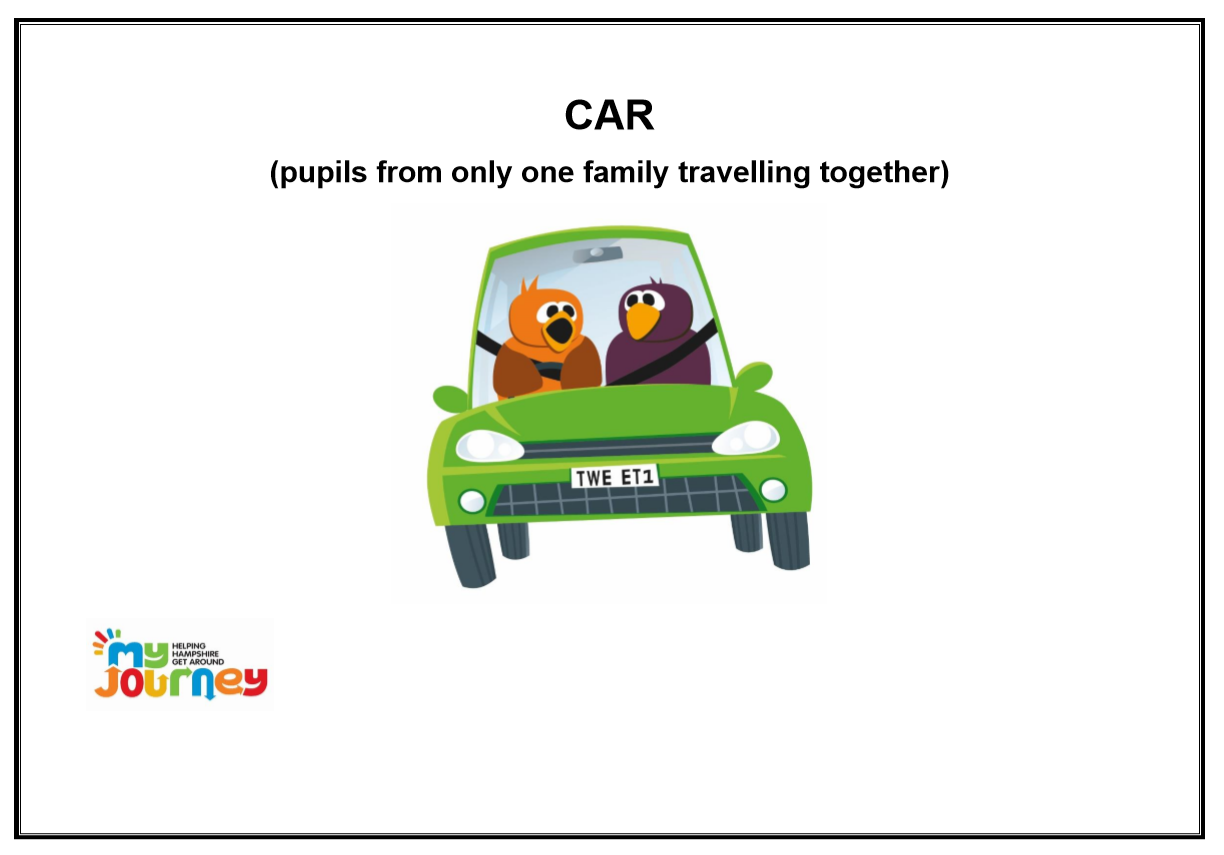 CAR
(pupils from only one family travelling together)
TWE ET1
my
HELPING
HAMPSHIRE
GET AROUND
JOURNEY